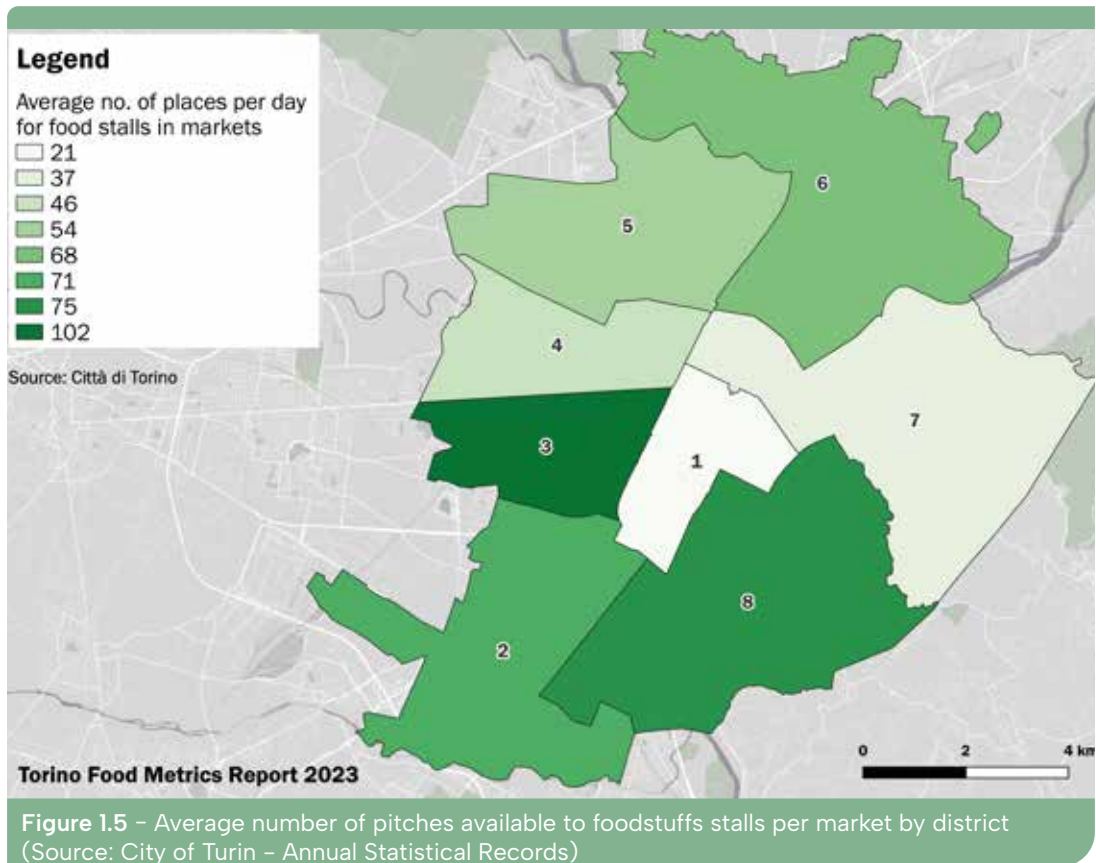 Legend
Average no. of places per day
for food stalls in markets
21
37
46
54
68
71
75
102
Source: Città di Torino
6
5
4
7
3
1
8
2
0 2 4 km
Torino Food Metrics Report 2023
Figure 1.5 – Average number of pitches available to foodstuffs stalls per market by district
(Source: City of Turin – Annual Statistical Records)